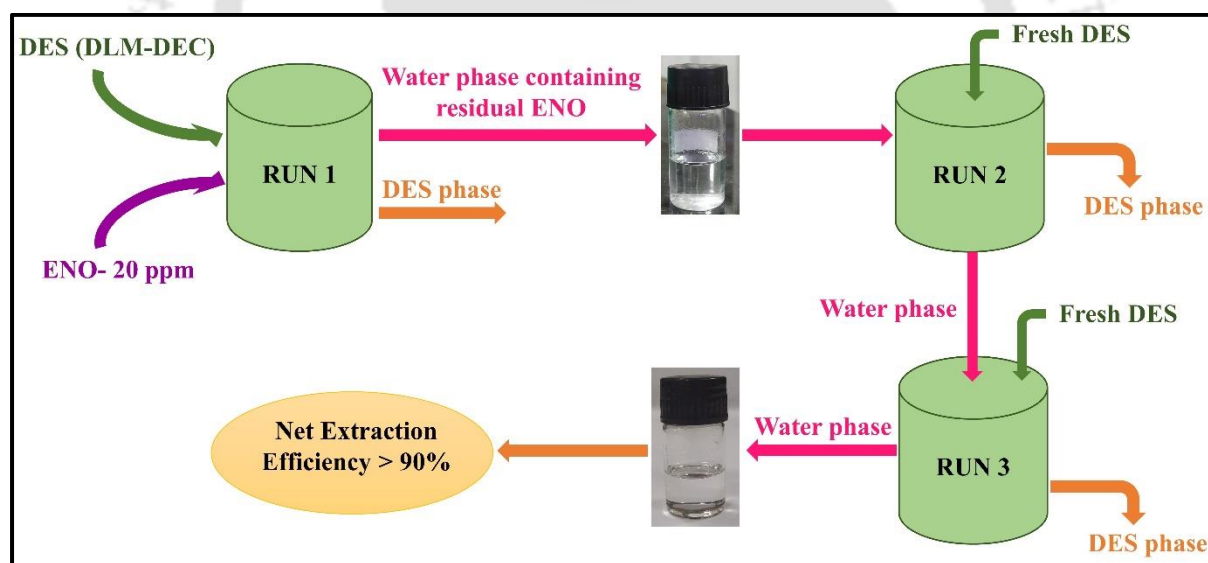 DES (DLM-DEC)
ENO- 20 ppm
RUN 1
Water phase containing
residual ENO
DES phase
Fresh DES
RUN 2
DES phase
Water phase
Fresh DES
RUN 3
DES phase
Water phase
Net Extraction
Efficiency > 90%